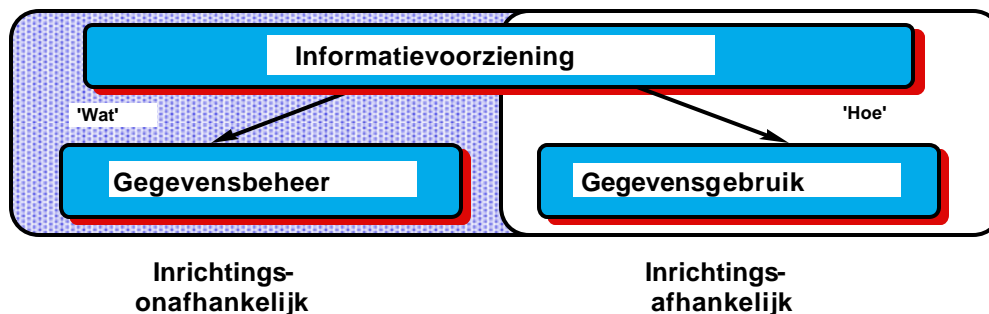 Informatievoorziening
'Wat'
'Hoe'
Gegevensbeheer
Gegevensgebruik
Inrichtings-
onafhankelijk
Inrichtings-
afhankelijk